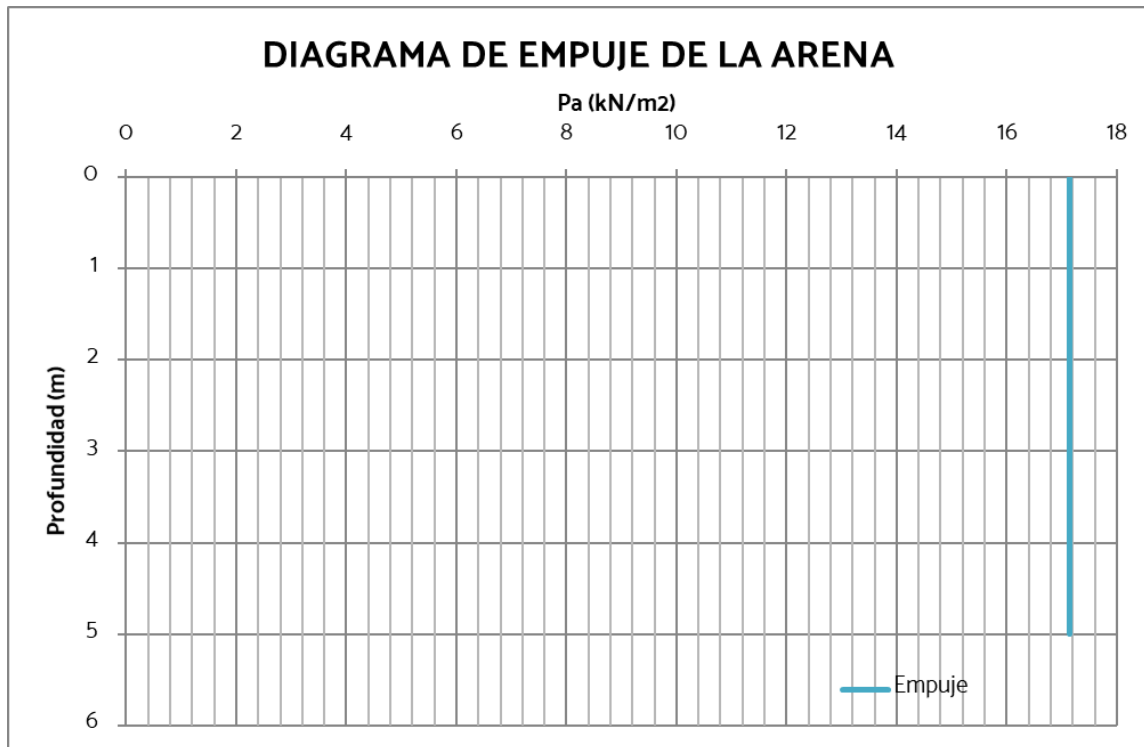 DIAGRAMA DE EMPUJE DE LA ARENA
Pa (kN/m2)
0 2 4 6 8 10 12 14 16 18
0
1
2
3
4
5
6
Profundidad (m)
Empuje